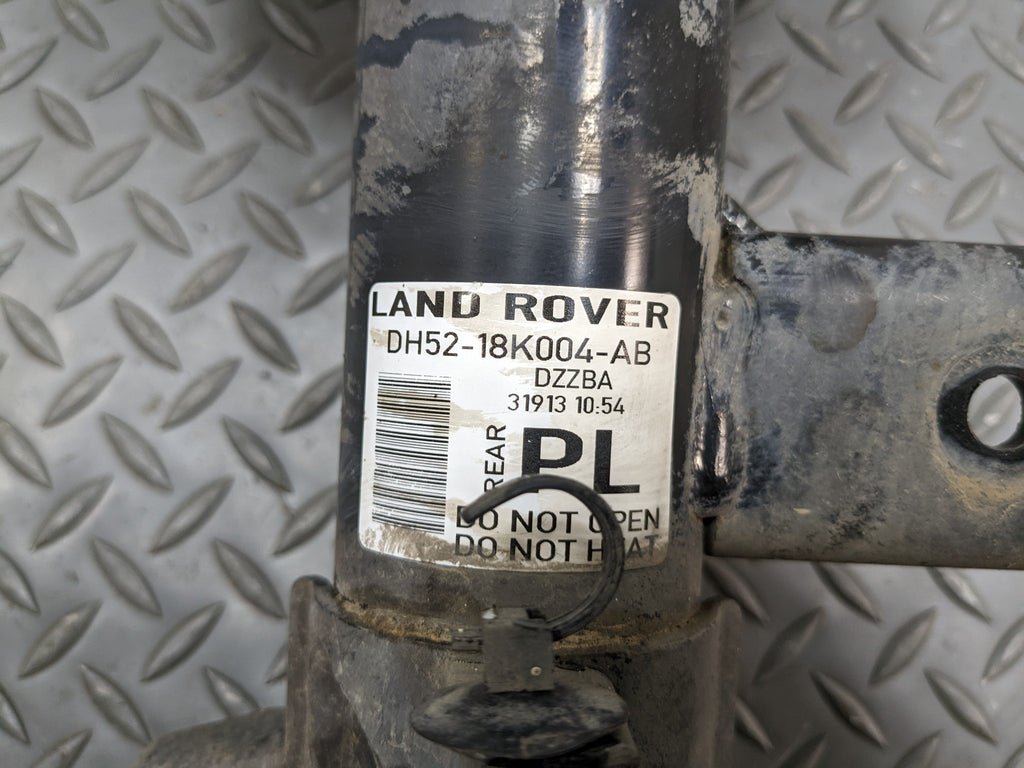 LAND ROVER
DH52-18K004-AB
DZZBA
31913 10:54
REAR
PL
DO NOT OPEN
DO NOT HEAT